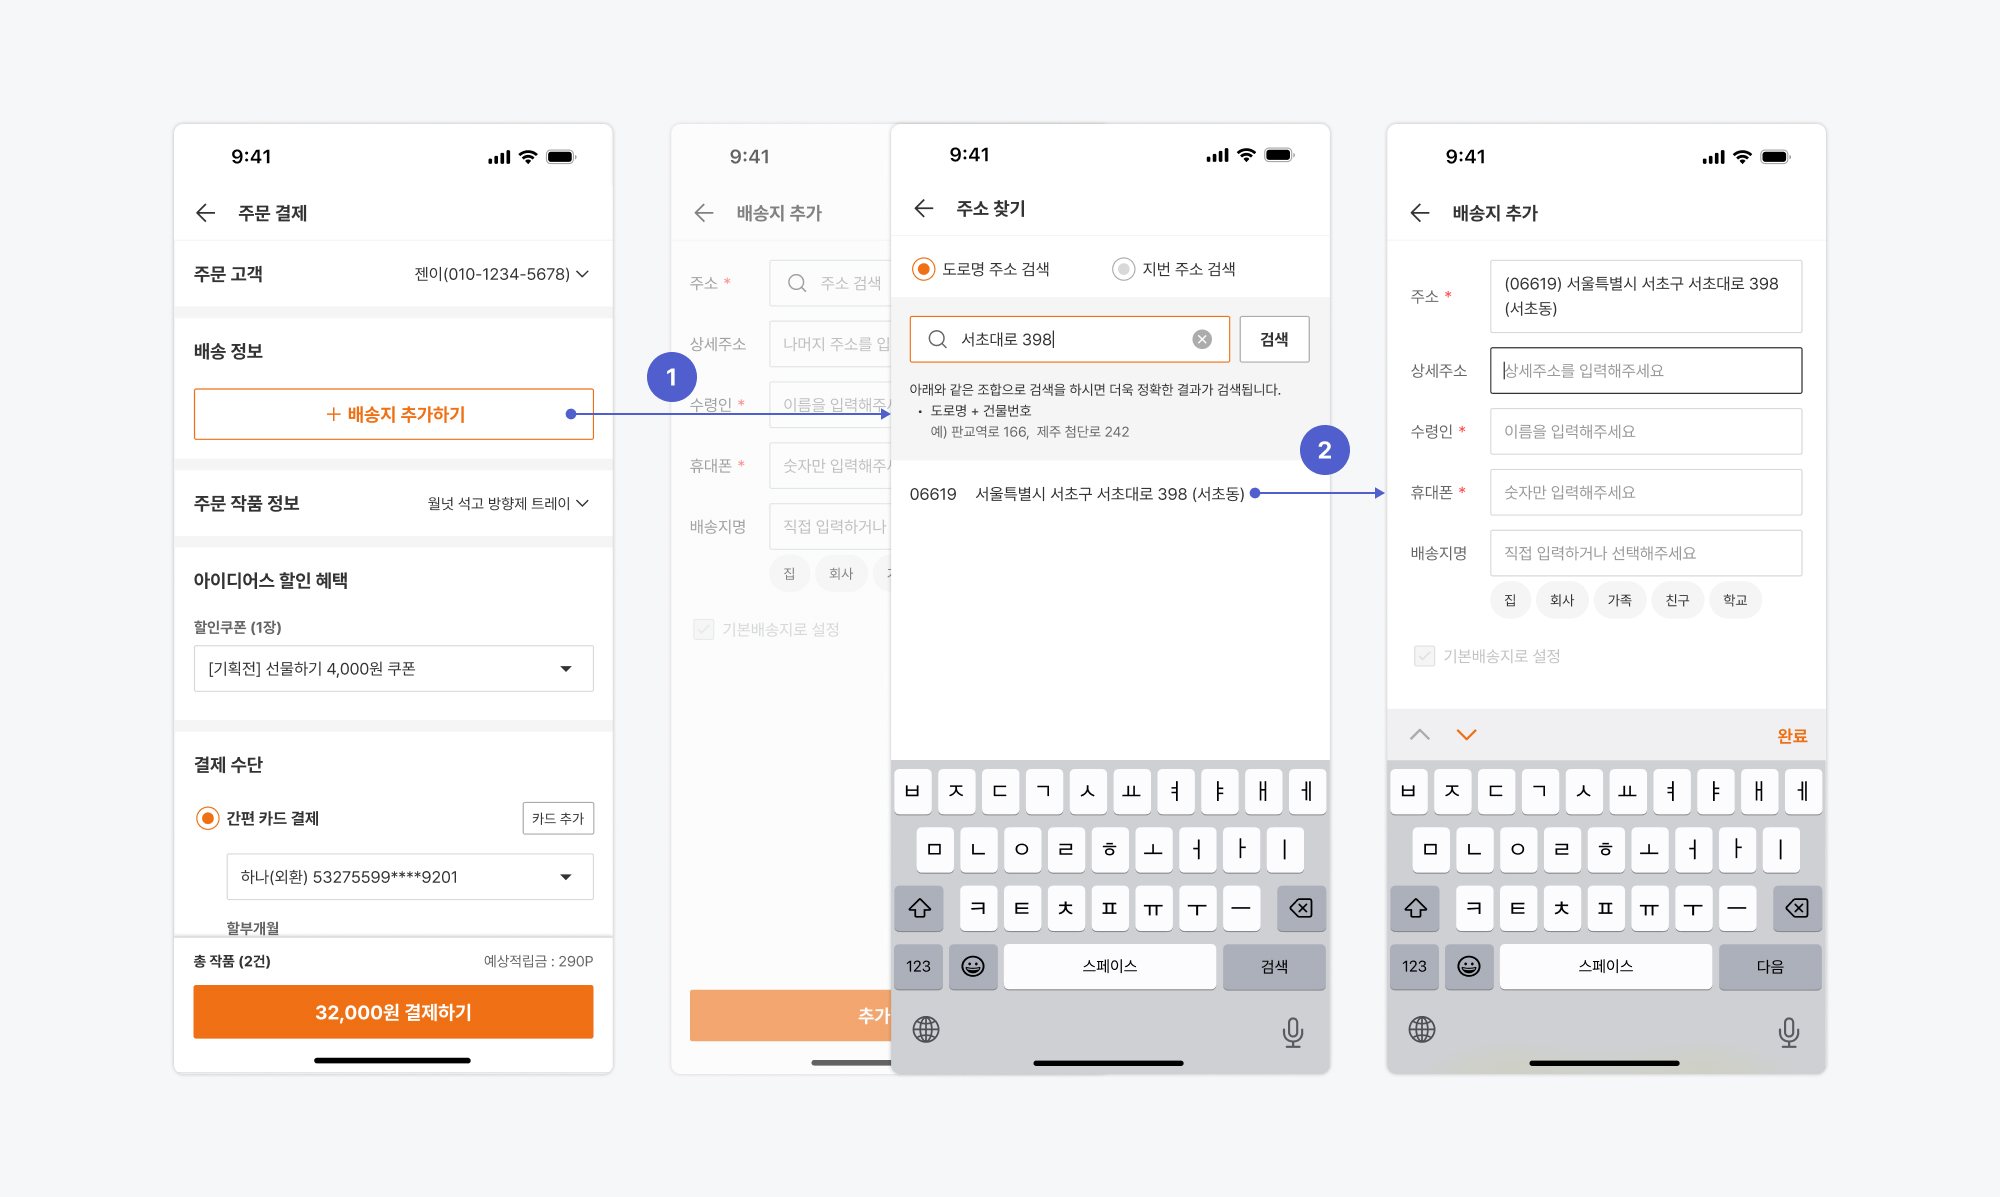 9:41
주문 결제
주문 고객
젠이(010-1234-5678)
배송 정보
+ 배송지 추가하기
주문 작품 정보
월넛 석고 방향제 트레이
아이디어스 할인 혜택
할인쿠폰 (1장)
[기획전] 선물하기 4,000원 쿠폰
결제 수단
간편 카드 결제
카드 추가
하나(외환) 53275599****9201
할부개월
총 작품 (2건)
예상적립금 : 290P
32,000원 결제하기
1
9:41
배송지 추가
주소 *
주소 검색
상세주소
나머지 주소를 입
수령인 *
이름을 입력해주
휴대폰 *
숫자만 입력해주
배송지명
직접 입력하거나
집
회사
기본배송지로 설정
추가
9:41
주소 찾기
도로명 주소 검색
지번 주소 검색
서초대로 398
검색
아래와 같은 조합으로 검색을 하시면 더욱 정확한 결과가 검색됩니다.
• 도로명 + 건물번호
예) 판교역로 166, 제주 첨단로 242
06619 서울특별시 서초구 서초대로 398 (서초동)
ㅂ ㅈ ㄷ ㄱ ㅅ ㅛ ㅕ ㅑ ㅐ ㅔ
ㅁ ㄴ ㅇ ㄹ ㅎ ㅗ ㅓ ㅏ ㅣ
ㅋ ㅌ ㅊ ㅍ ㅠ ㅜ ㅡ
123 스페이스 검색
2
9:41
배송지 추가
주소 *
(06619) 서울특별시 서초구 서초대로 398
(서초동)
상세주소
상세주소를 입력해주세요
수령인 *
이름을 입력해주세요
휴대폰 *
숫자만 입력해주세요
배송지명
직접 입력하거나 선택해주세요
집 회사 가족 친구 학교
기본배송지로 설정
완료
ㅂ ㅈ ㄷ ㄱ ㅅ ㅛ ㅕ ㅑ ㅐ ㅔ
ㅁ ㄴ ㅇ ㄹ ㅎ ㅗ ㅓ ㅏ ㅣ
ㅋ ㅌ ㅊ ㅍ ㅠ ㅜ ㅡ
123 스페이스 다음